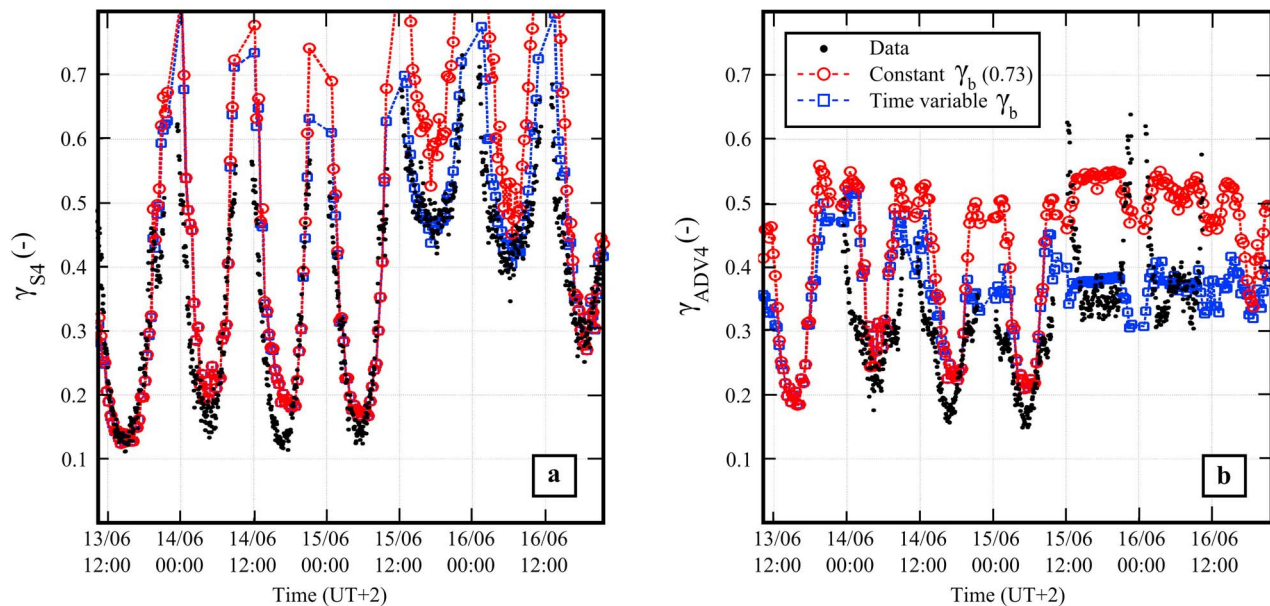 γS4 (-)
0.7
0.6
0.5
0.4
0.3
0.2
0.1
a
13/06 14/06 14/06 15/06 15/06 16/06 16/06
12:00 00:00 12:00 00:00 12:00 00:00 12:00
Time (UT+2)
γADV4 (-)
0.7
0.6
0.5
0.4
0.3
0.2
0.1
Data
Constant γb (0.73)
Time variable γb
b
13/06 14/06 14/06 15/06 15/06 16/06 16/06
12:00 00:00 12:00 00:00 12:00 00:00 12:00
Time (UT+2)